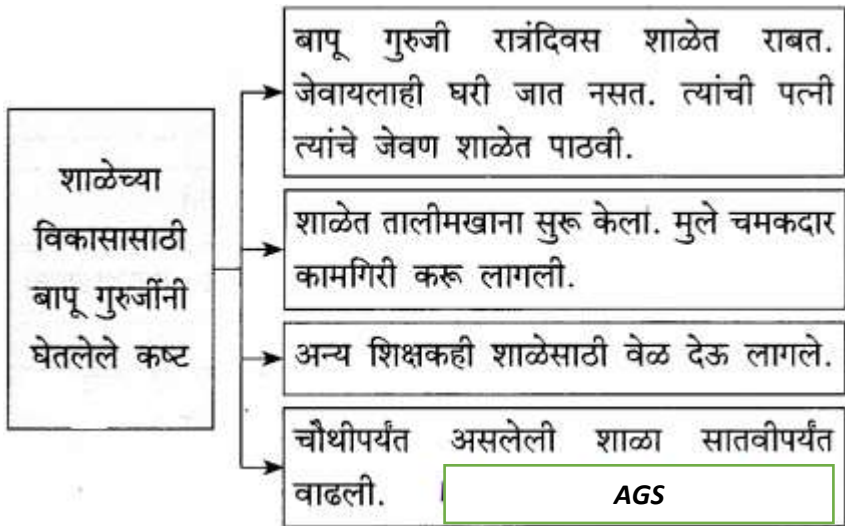 शाळेच्या
विकासासाठी
बापू गुरुजींनी
घेतलेले कष्ट
बापू गुरुजी रात्रंदिवस शाळेत राबत.
जेवायलाही घरी जात नसत. त्यांची पत्नी
त्यांचे जेवण शाळेत पाठवी.
शाळेत तालीमखाना सुरू केला. मुले चमकदार
कामगिरी करू लागली.
अन्य शिक्षकही शाळेसाठी वेळ देऊ लागले.
चौथीपर्यंत असलेली शाळा सातवीपर्यंत
वाढली. AGS